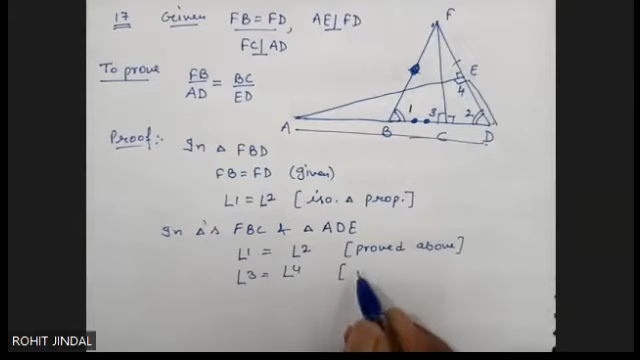 17 Given FB = FD, AE⊥FD
FC⊥AD
To prove FB/AD = BC/ED
Proof:-
In △ FBD
FB = FD (given)
∟1 = ∟2 [iso. △ prop.]
In △'s FBC & △ ADE
∟1 = ∟2 [proved above]
∟3 = ∟4 [
F
E
4
A
B
1
3
C
2
D
ROHIT JINDAL